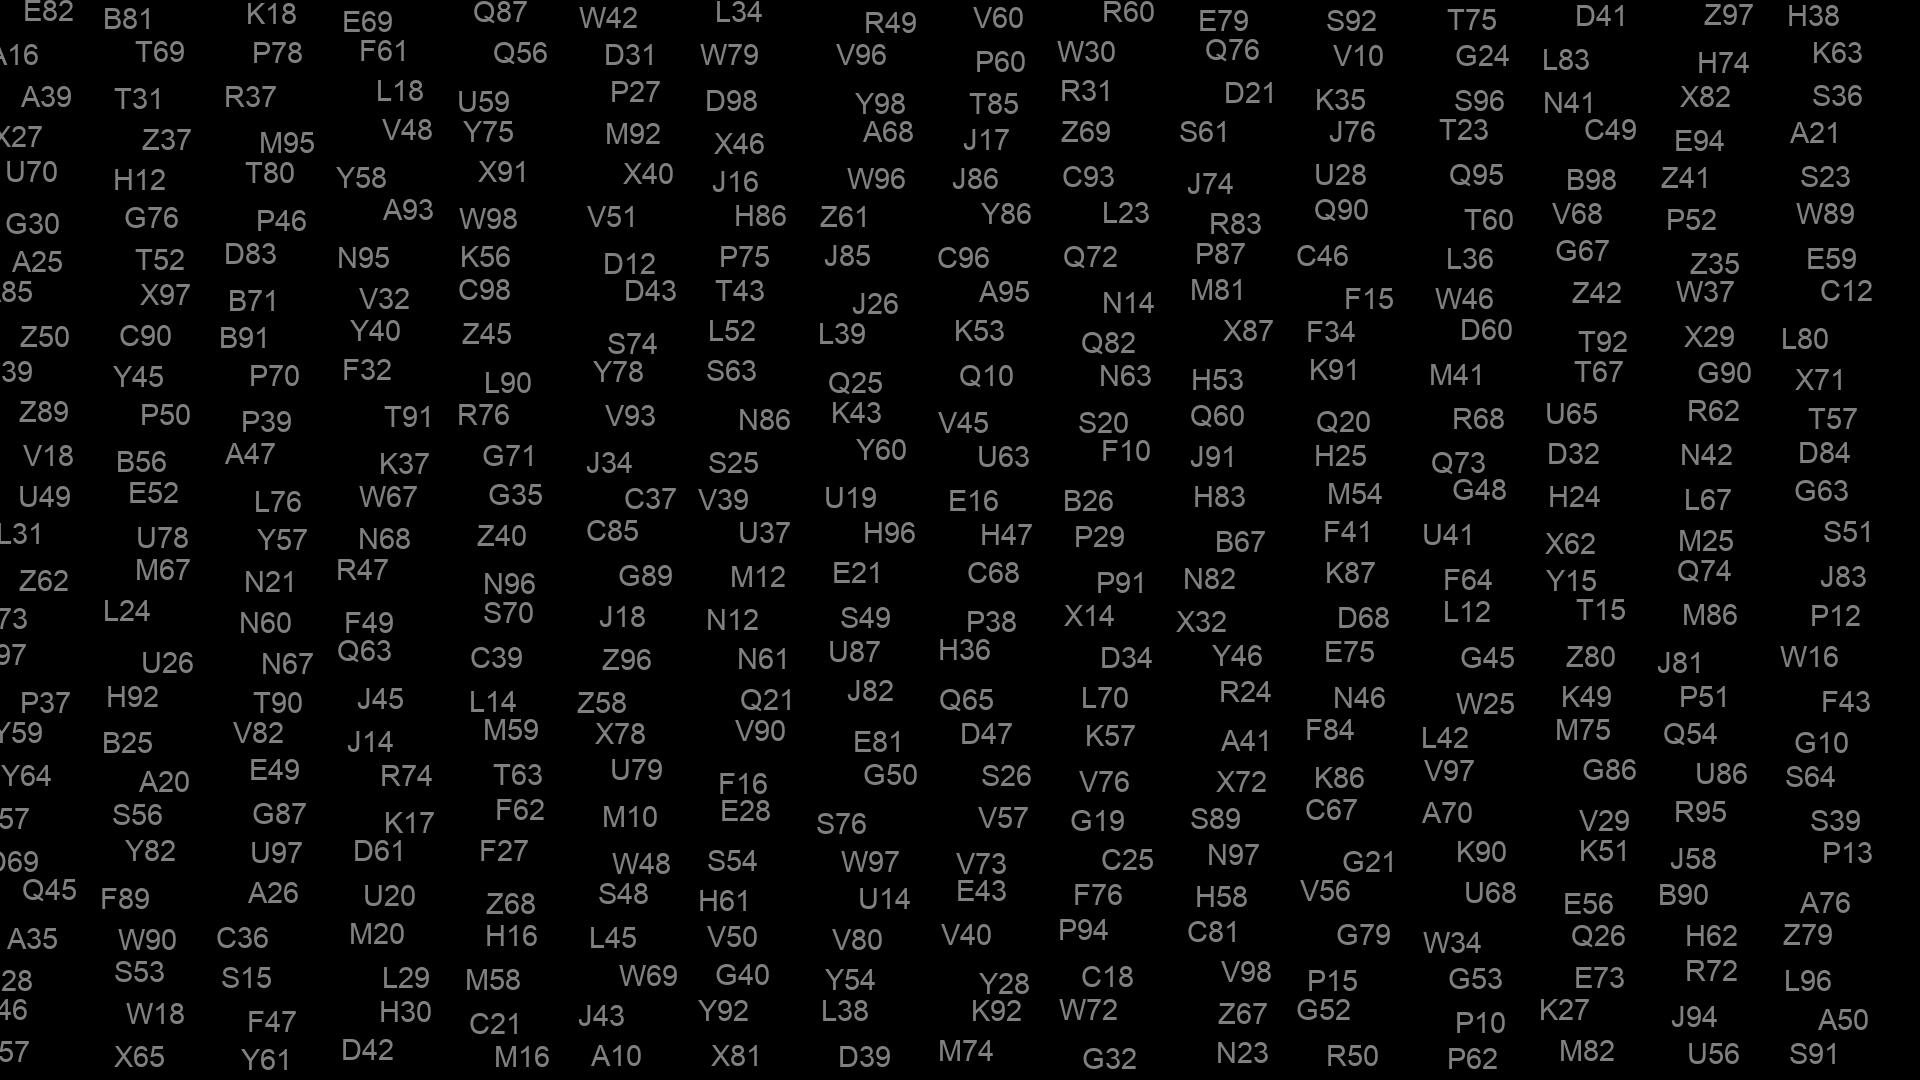 E82 B81 K18 E69 Q87 W42 L34 R49 V60 R60 E79 S92 T75 D41 Z97 H38
A16 T69 P78 F61 Q56 D31 W79 V96 P60 W30 Q76 V10 G24 L83 H74 K63
A39 T31 R37 L18 U59 P27 D98 Y98 T85 R31 D21 K35 S96 N41 X82 S36
X27 Z37 M95 V48 Y75 M92 X46 A68 J17 Z69 S61 J76 T23 C49 E94 A21
U70 H12 T80 Y58 X91 X40 J16 W96 J86 C93 J74 U28 Q95 B98 Z41 S23
G30 G76 P46 A93 W98 V51 H86 Z61 Y86 L23 R83 Q90 T60 V68 P52 W89
A25 T52 D83 N95 K56 D12 P75 J85 C96 Q72 P87 C46 L36 G67 Z35 E59
85 X97 B71 V32 C98 D43 T43 J26 A95 N14 M81 F15 W46 Z42 W37 C12
Z50 C90 B91 Y40 Z45 S74 L52 L39 K53 Q82 X87 F34 D60 T92 X29 L80
39 Y45 P70 F32 L90 Y78 S63 Q25 Q10 N63 H53 K91 M41 T67 G90 X71
Z89 P50 P39 T91 R76 V93 N86 K43 V45 S20 Q60 Q20 R68 U65 R62 T57
V18 B56 A47 K37 G71 J34 S25 Y60 U63 F10 J91 H25 Q73 D32 N42 D84
U49 E52 L76 W67 G35 C37 V39 U19 E16 B26 H83 M54 G48 H24 L67 G63
L31 U78 Y57 N68 Z40 C85 U37 H96 H47 P29 B67 F41 U41 X62 M25 S51
Z62 M67 N21 R47 N96 G89 M12 E21 C68 P91 N82 K87 F64 Y15 Q74 J83
73 L24 N60 F49 S70 J18 N12 S49 P38 X14 X32 D68 L12 T15 M86 P12
97 U26 N67 Q63 C39 Z96 N61 U87 H36 D34 Y46 E75 G45 Z80 J81 W16
P37 H92 T90 J45 L14 Z58 Q21 J82 Q65 L70 R24 N46 W25 K49 P51 F43
Y59 B25 V82 J14 M59 X78 V90 E81 D47 K57 A41 F84 L42 M75 Q54 G10
Y64 A20 E49 R74 T63 U79 F16 G50 S26 V76 X72 K86 V97 G86 U86 S64
57 S56 G87 K17 F62 M10 E28 S76 V57 G19 S89 C67 A70 V29 R95 S39
D69 Y82 U97 D61 F27 W48 S54 W97 V73 C25 N97 G21 K90 K51 J58 P13
Q45 F89 A26 U20 Z68 S48 H61 U14 E43 F76 H58 V56 U68 E56 B90 A76
A35 W90 C36 M20 H16 L45 V50 V80 V40 P94 C81 G79 W34 Q26 H62 Z79
28 S53 S15 L29 M58 W69 G40 Y54 Y28 C18 V98 P15 G53 E73 R72 L96
46 W18 F47 H30 C21 J43 Y92 L38 K92 W72 Z67 G52 P10 K27 J94 A50
57 X65 Y61 D42 M16 A10 X81 D39 M74 G32 N23 R50 P62 M82 U56 S91